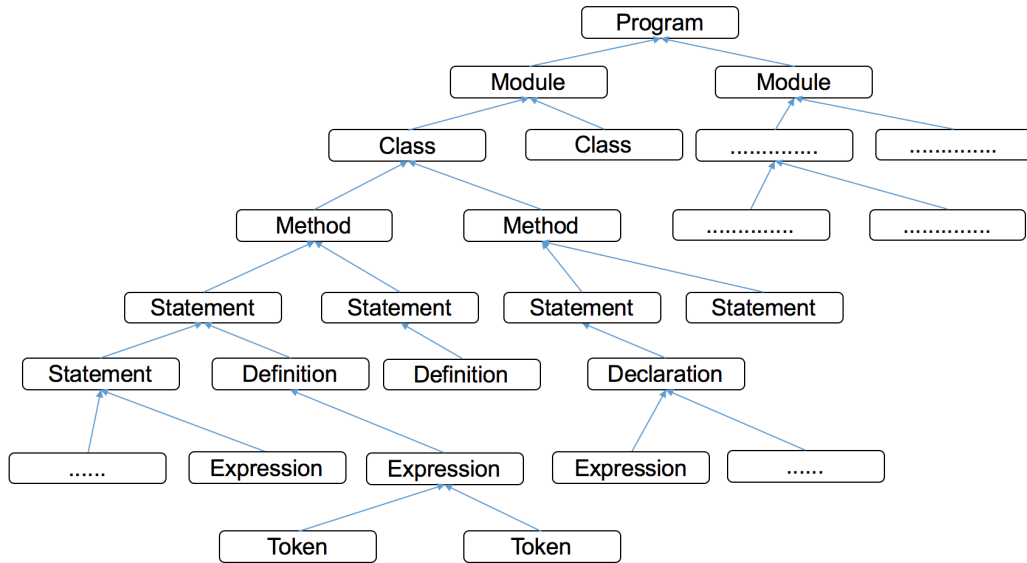 Program
Module
Module
Class
Class
..............
..............
Method
Method
..............
..............
Statement
Statement
Statement
Statement
Statement
Definition
Definition
Declaration
......
Expression
Expression
Expression
......
Token
Token